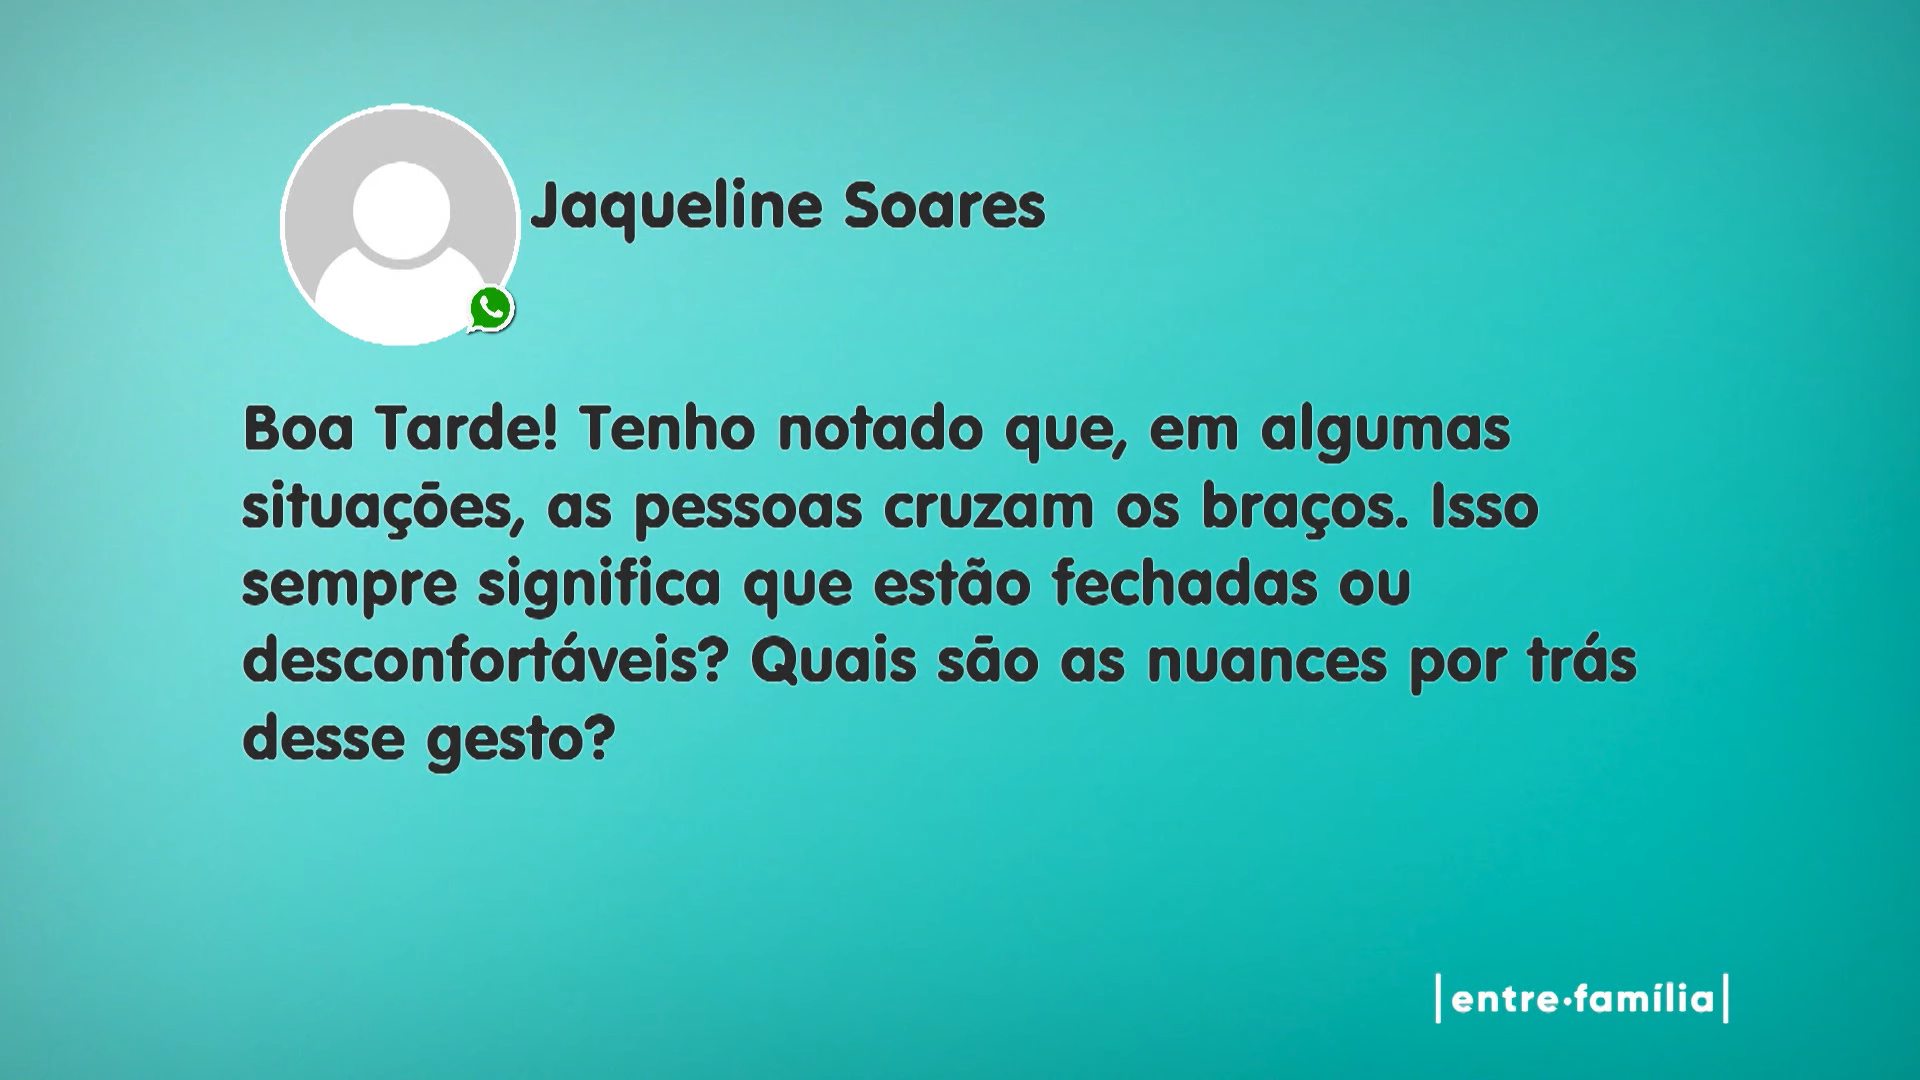 Jaqueline Soares
Boa Tarde! Tenho notado que, em algumas
situações, as pessoas cruzam os braços. Isso
sempre significa que estão fechadas ou
desconfortáveis? Quais são as nuances por trás
desse gesto?
|entre•família|